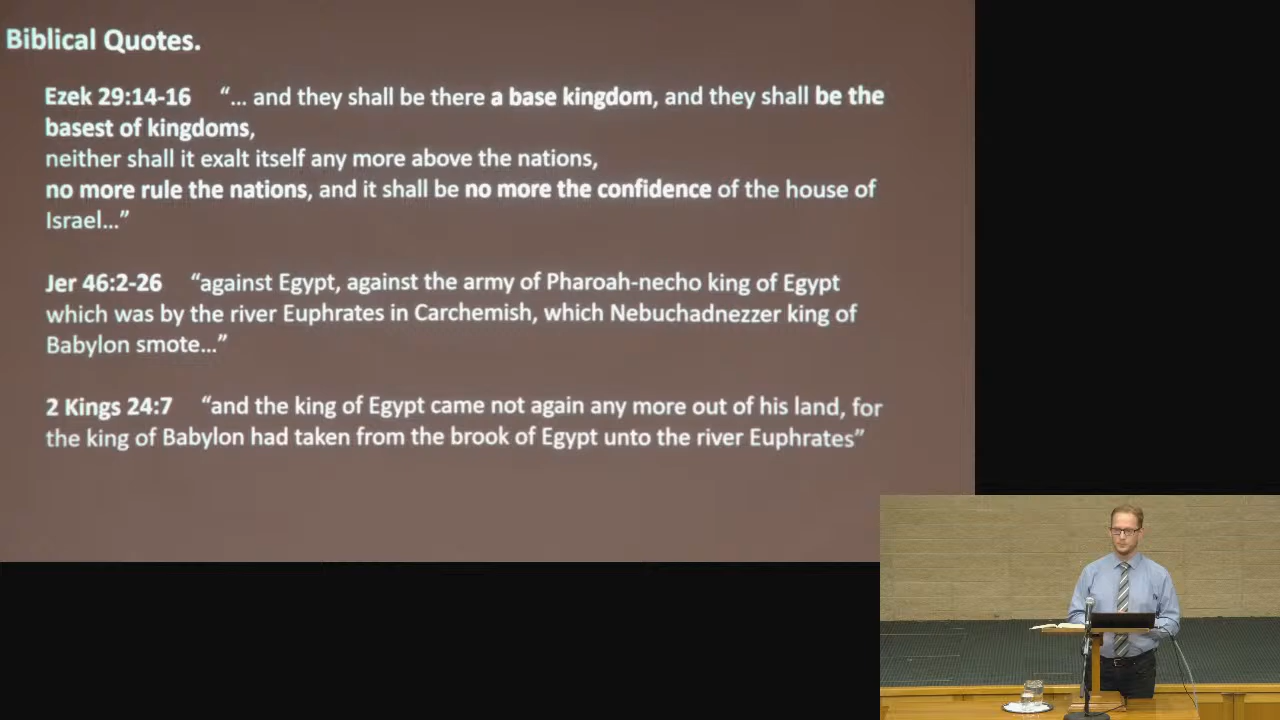 Biblical Quotes.
Ezek 29:14-16 “... and they shall be there a base kingdom, and they shall be the
basest of kingdoms,
neither shall it exalt itself any more above the nations,
no more rule the nations, and it shall be no more the confidence of the house of
Israel...”
Jer 46:2-26 “against Egypt, against the army of Pharoah-necho king of Egypt
which was by the river Euphrates in Carchemish, which Nebuchadnezzer king of
Babylon smote...”
2 Kings 24:7 “and the king of Egypt came not again any more out of his land, for
the king of Babylon had taken from the brook of Egypt unto the river Euphrates”